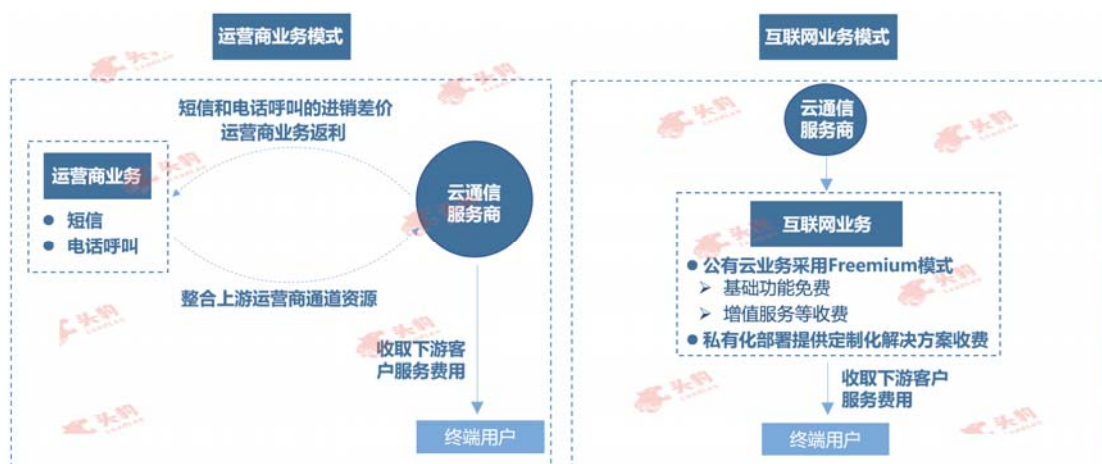 运营商业务模式
短信和电话呼叫的进销差价
运营商业务返利
运营商业务
● 短信
● 电话呼叫
云通信
服务商
整合上游运营商通道资源
收取下游客
户服务费用
终端用户
互联网业务模式
云通信
服务商
互联网业务
● 公有云业务采用Freemium模式
➢ 基础功能免费
➢ 增值服务等收费
● 私有化部署提供定制化解决方案收费
收取下游客户
服务费用
终端用户
头豹
LeadLeo